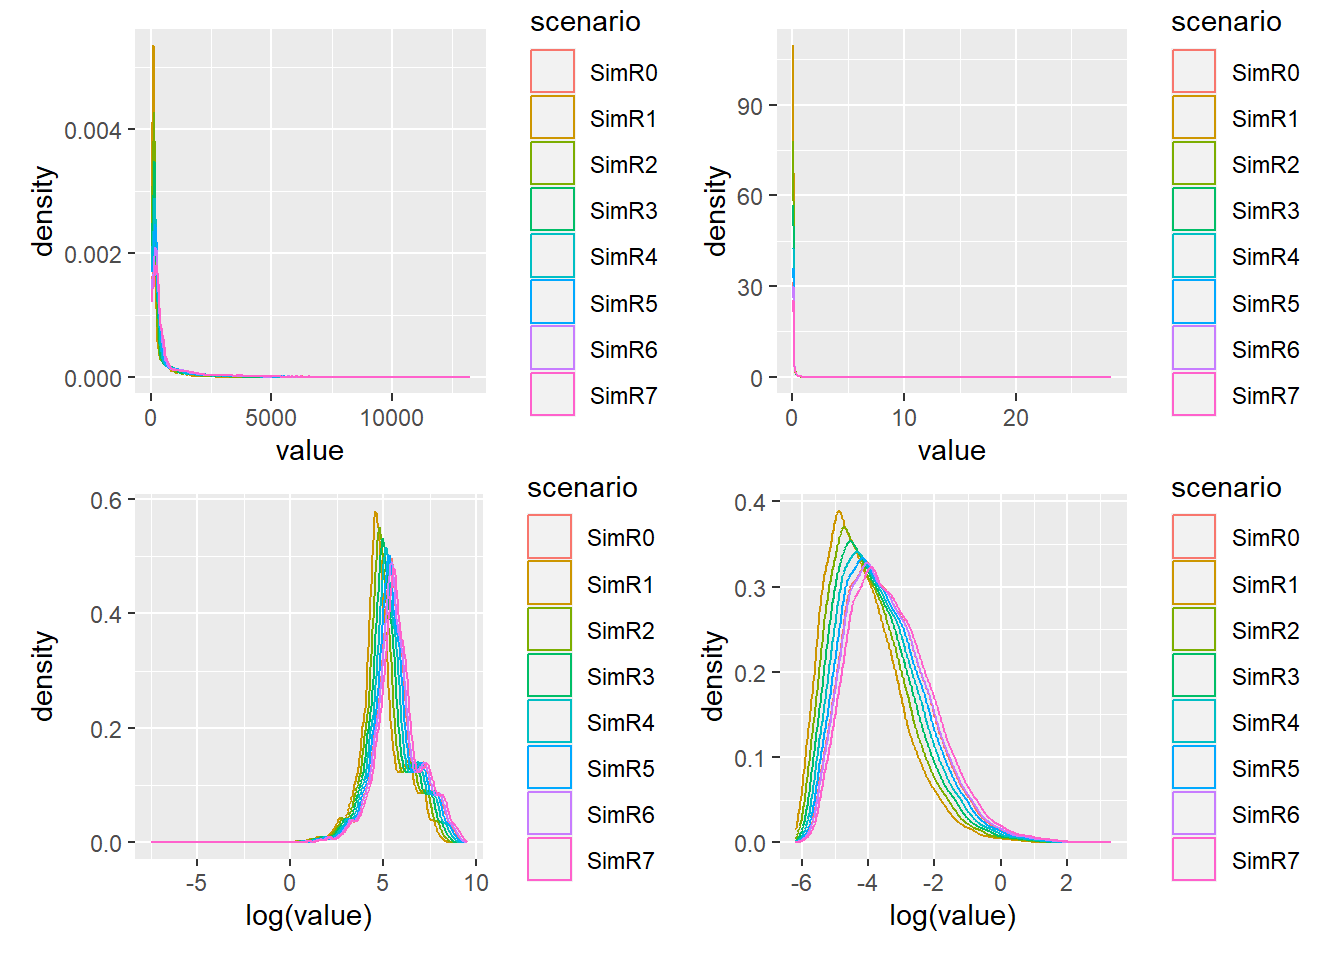 scenario
SimR0
SimR1
SimR2
SimR3
SimR4
SimR5
SimR6
SimR7
density
0.004
0.002
0.000
0
5000
10000
value
scenario
SimR0
SimR1
SimR2
SimR3
SimR4
SimR5
SimR6
SimR7
density
90
60
30
0
0
10
20
value
scenario
SimR0
SimR1
SimR2
SimR3
SimR4
SimR5
SimR6
SimR7
density
0.6
0.4
0.2
0.0
-5
0
5
10
log(value)
scenario
SimR0
SimR1
SimR2
SimR3
SimR4
SimR5
SimR6
SimR7
density
0.4
0.3
0.2
0.1
0.0
-6
-4
-2
0
2
log(value)